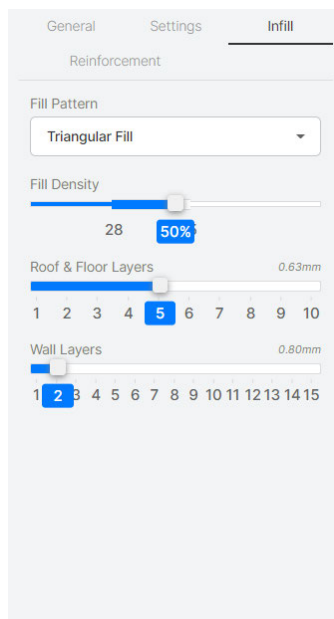 General Settings Infill
Reinforcement
Fill Pattern
Triangular Fill
Fill Density
28 50%
Roof & Floor Layers 0.63mm
1 2 3 4 5 6 7 8 9 10
Wall Layers 0.80mm
1 2 3 4 5 6 7 8 9 10 11 12 13 14 15